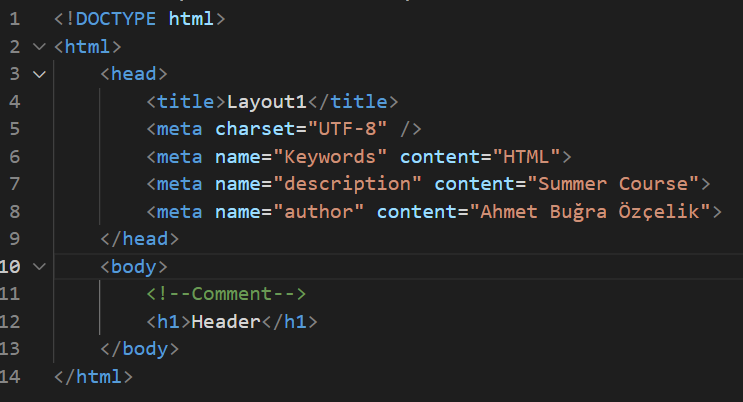 1 <!DOCTYPE html>
2 <html>
3 <head>
4 <title>Layout1</title>
5 <meta charset="UTF-8" />
6 <meta name="Keywords" content="HTML">
7 <meta name="description" content="Summer Course">
8 <meta name="author" content="Ahmet Buğra Özçelik">
9 </head>
10 <body>
11 <!--Comment-->
12 <h1>Header</h1>
13 </body>
14 </html>